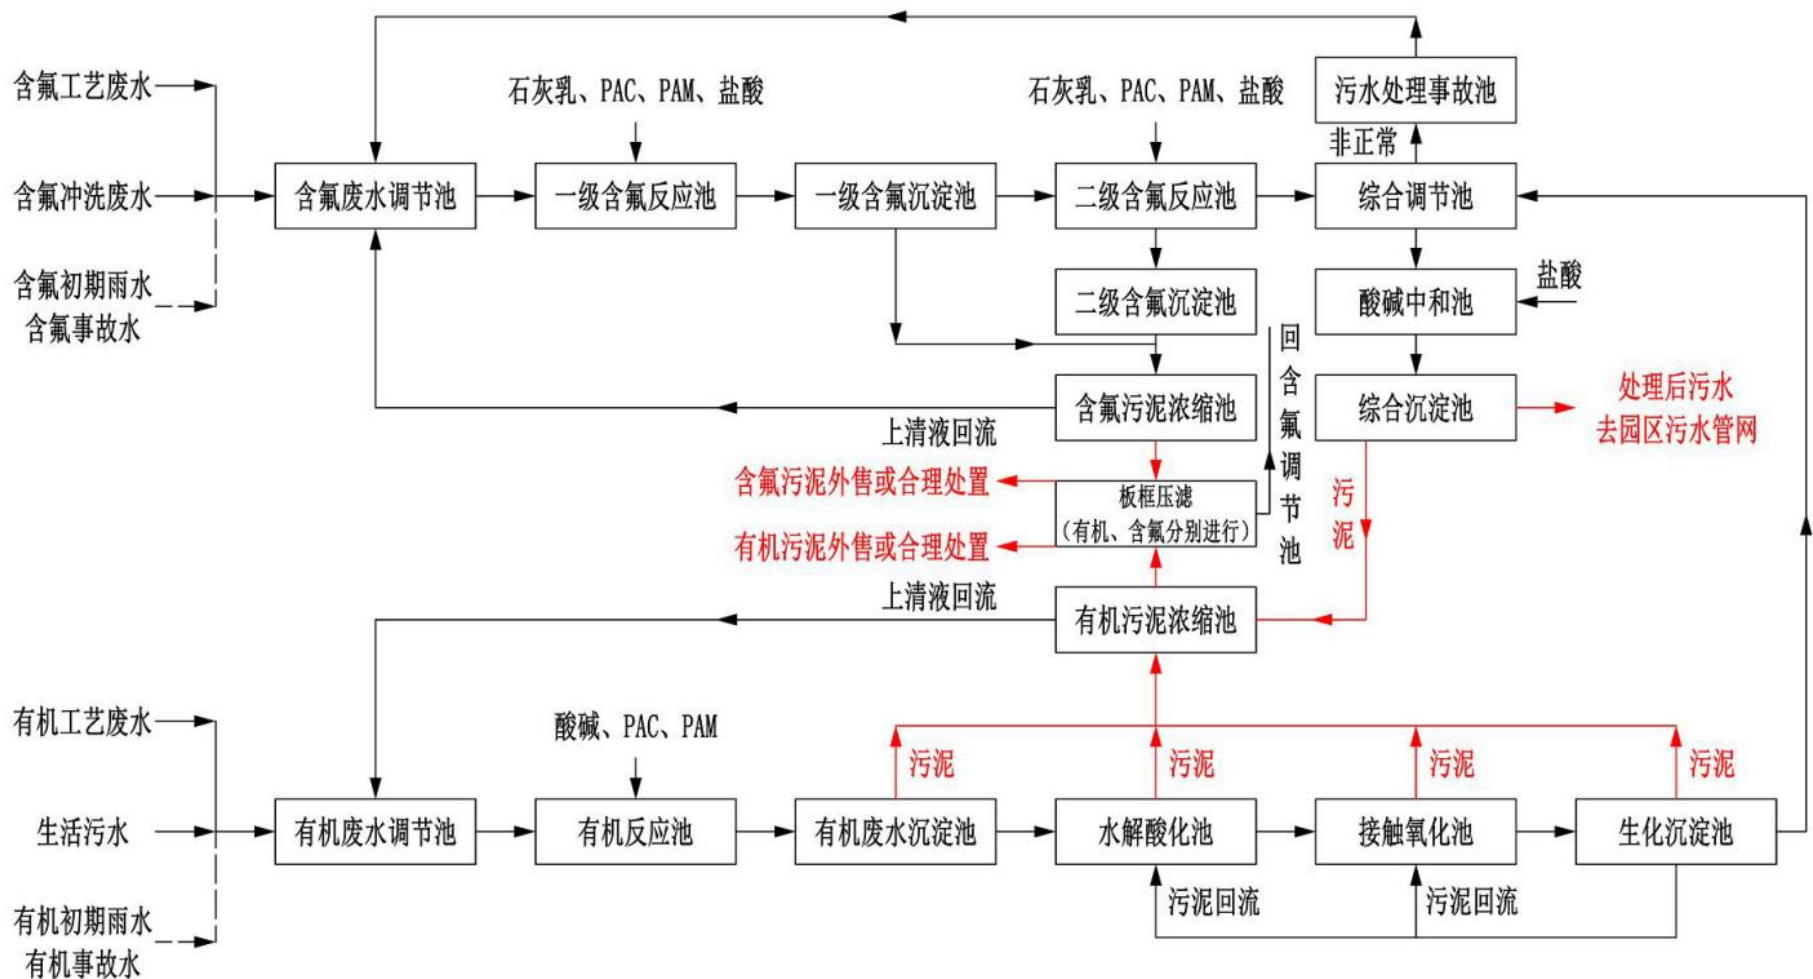 含氟工艺废水
石灰乳、PAC、PAM、盐酸
石灰乳、PAC、PAM、盐酸
污水处理事故池
非正常
含氟冲洗废水
含氟废水调节池
一级含氟反应池
一级含氟沉淀池
二级含氟反应池
综合调节池
含氟初期雨水
含氟事故水
二级含氟沉淀池
酸碱中和池
盐酸
回含氟调节池
含氟污泥浓缩池
综合沉淀池
处理后污水
去园区污水管网
上清液回流
含氟污泥外售或合理处置
板框压滤
(有机、含氟分别进行)
污泥
有机污泥外售或合理处置
上清液回流
有机污泥浓缩池
有机工艺废水
酸碱、PAC、PAM
污泥
污泥
污泥
污泥
生活污水
有机废水调节池
有机反应池
有机废水沉淀池
水解酸化池
接触氧化池
生化沉淀池
污泥回流
污泥回流
有机初期雨水
有机事故水